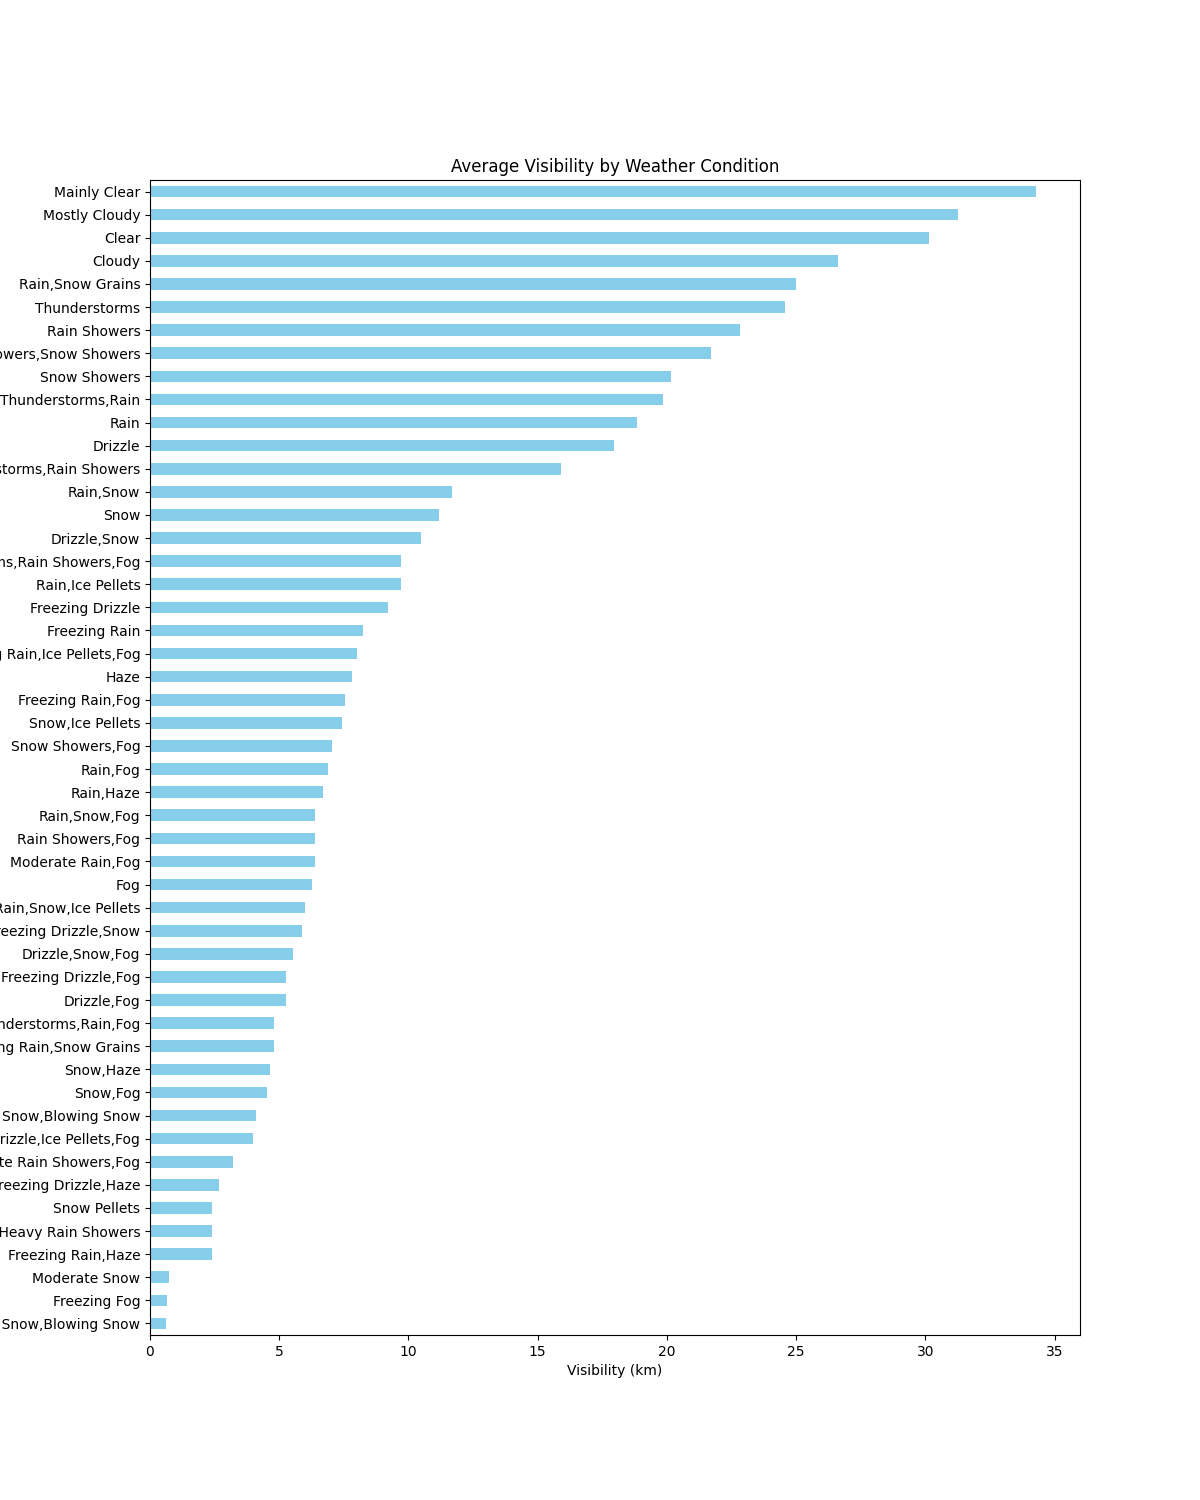 Average Visibility by Weather Condition
Mainly Clear
Mostly Cloudy
Clear
Cloudy
Rain,Snow Grains
Thunderstorms
Rain Showers
owers,Snow Showers
Snow Showers
Thunderstorms,Rain
Rain
Drizzle
storms,Rain Showers
Rain,Snow
Snow
Drizzle,Snow
ns,Rain Showers,Fog
Rain,Ice Pellets
Freezing Drizzle
Freezing Rain
g Rain,Ice Pellets,Fog
Haze
Freezing Rain,Fog
Snow,Ice Pellets
Snow Showers,Fog
Rain,Fog
Rain,Haze
Rain,Snow,Fog
Rain Showers,Fog
Moderate Rain,Fog
Fog
Rain,Snow,Ice Pellets
reezing Drizzle,Snow
Drizzle,Snow,Fog
Freezing Drizzle,Fog
Drizzle,Fog
nderstorms,Rain,Fog
ng Rain,Snow Grains
Snow,Haze
Snow,Fog
Snow,Blowing Snow
rizzle,Ice Pellets,Fog
te Rain Showers,Fog
reezing Drizzle,Haze
Snow Pellets
Heavy Rain Showers
Freezing Rain,Haze
Moderate Snow
Freezing Fog
Snow,Blowing Snow
0 5 10 15 20 25 30 35
Visibility (km)